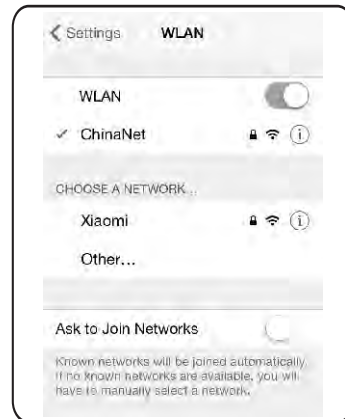 Settings WLAN
WLAN
ChinaNet
CHOOSE A NETWORK...
Xiaomi
Other...
Ask to Join Networks
Known networks will be joined automatically.
If no known networks are available, you will
have to manually select a network.